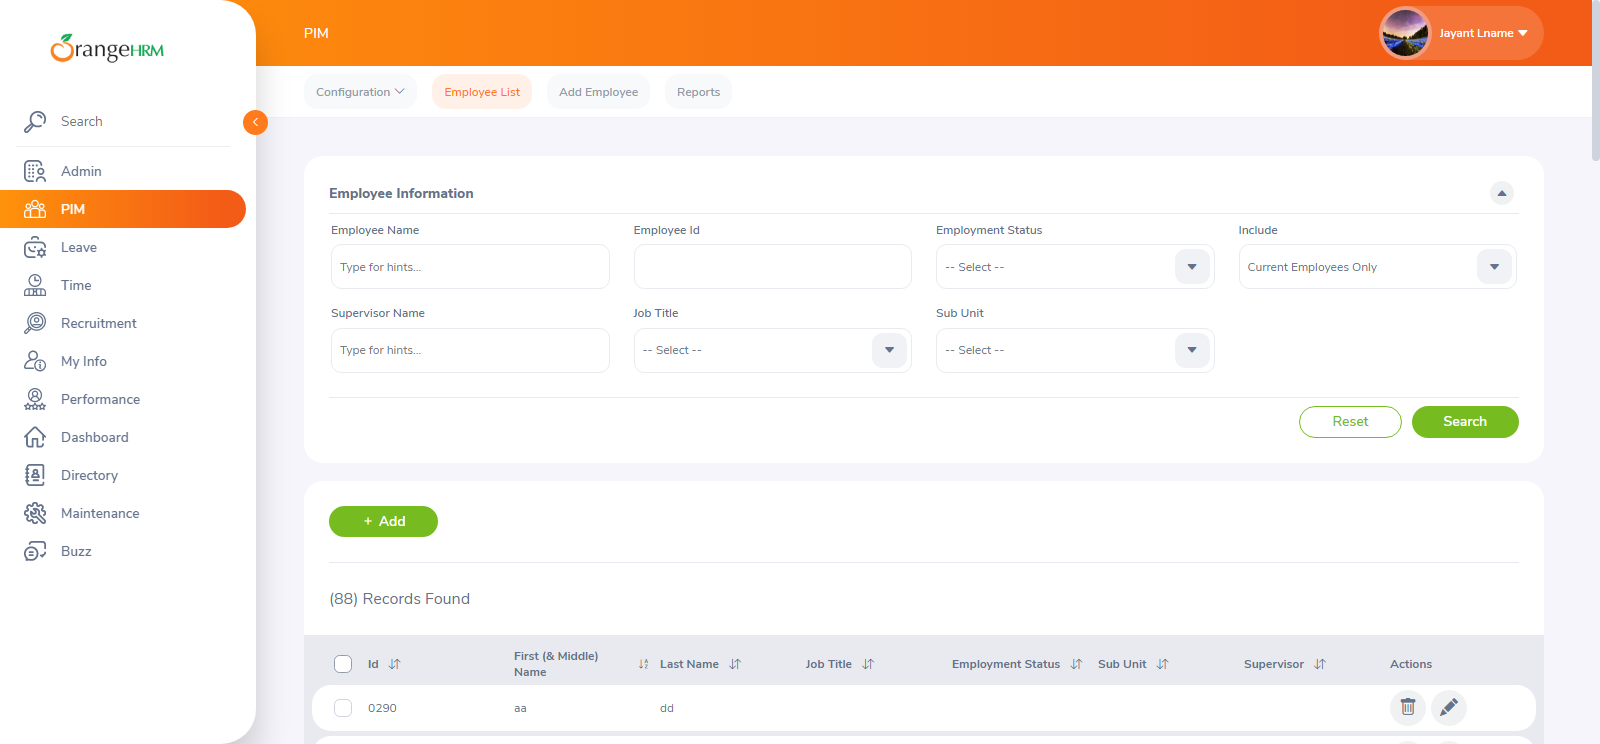 OrangeHRM
PIM
Jayant Lname
Configuration
Employee List
Add Employee
Reports
Search
Admin
PIM
Leave
Time
Recruitment
My Info
Performance
Dashboard
Directory
Maintenance
Buzz
Employee Information
Employee Name
Employee Id
Employment Status
Include
Type for hints...
-- Select --
Current Employees Only
Supervisor Name
Job Title
Sub Unit
Type for hints...
-- Select --
-- Select --
Reset
Search
+ Add
(88) Records Found
Id
First (& Middle)
Name
Last Name
Job Title
Employment Status
Sub Unit
Supervisor
Actions
0290
aa
dd